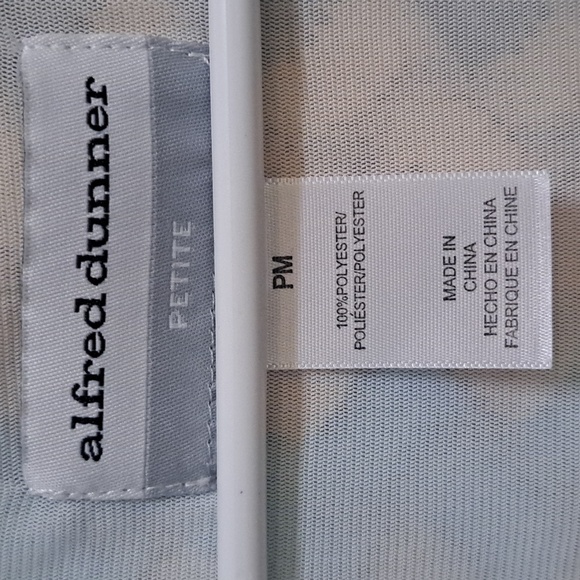 alfred dunner
PETITE
PM
100%POLYESTER/
POLIÉSTER/POLYESTER
MADE IN
CHINA
HECHO EN CHINA
FABRIQUE EN CHINE